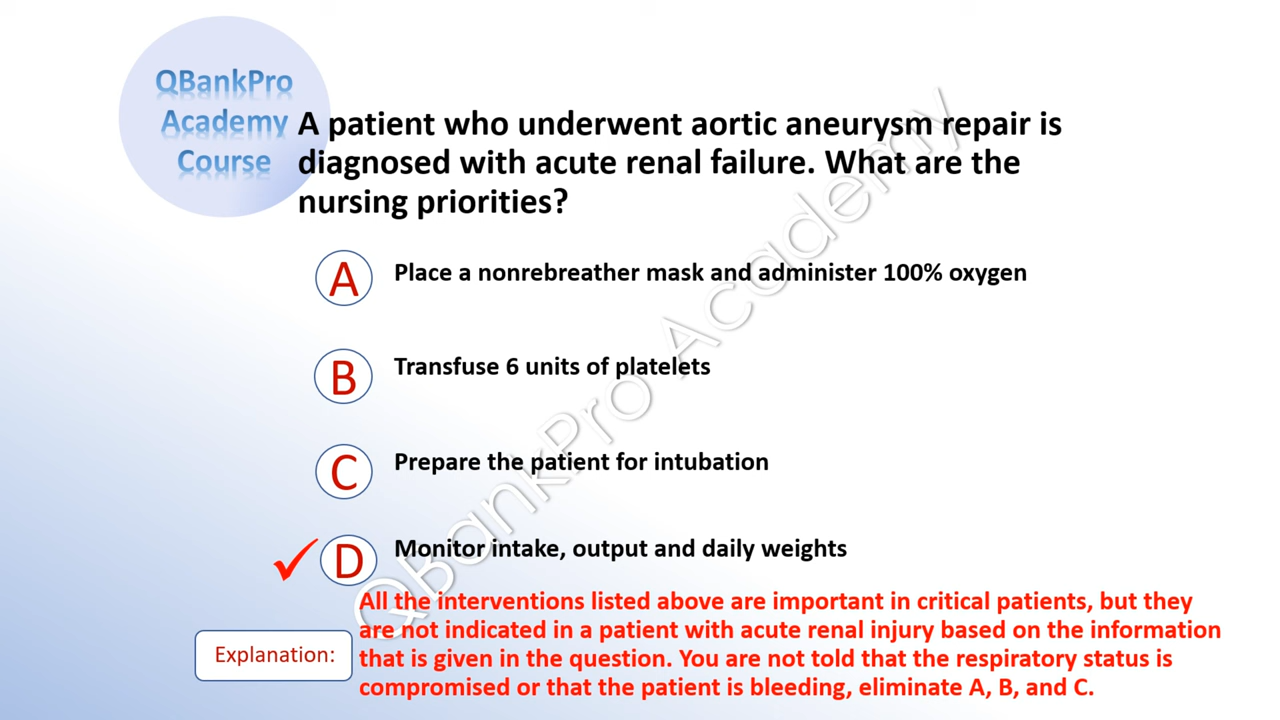 QBankPro
Academy
Course
A patient who underwent aortic aneurysm repair is
diagnosed with acute renal failure. What are the
nursing priorities?
A
Place a nonrebreather mask and administer 100% oxygen
B
Transfuse 6 units of platelets
C
Prepare the patient for intubation
D
Monitor intake, output and daily weights
Explanation:
All the interventions listed above are important in critical patients, but they
are not indicated in a patient with acute renal injury based on the information
that is given in the question. You are not told that the respiratory status is
compromised or that the patient is bleeding, eliminate A, B, and C.
QBankPro Academy